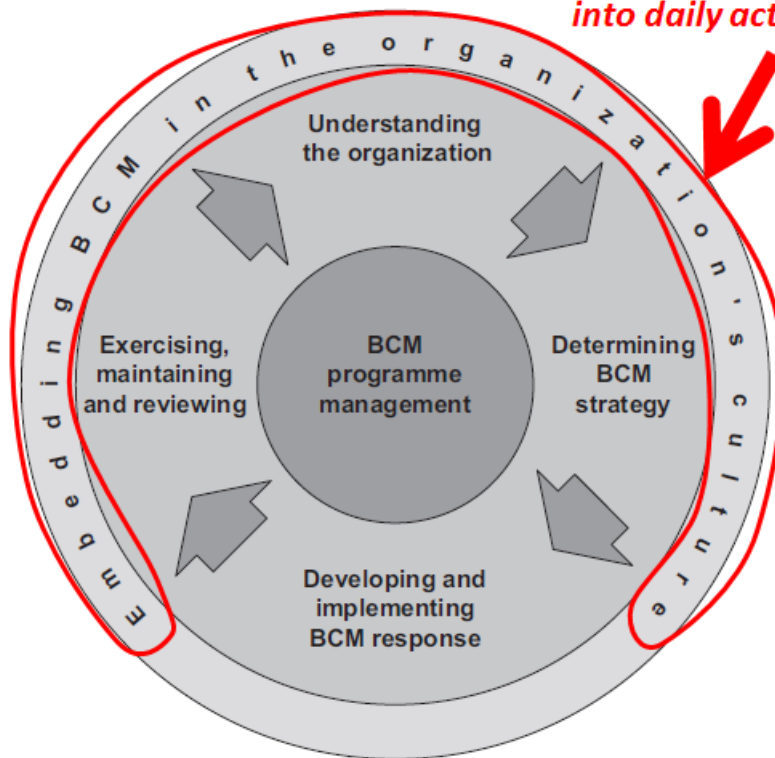 into daily act
Embedding BCM in the organization's culture
Understanding
the organization
Exercising,
maintaining
and reviewing
BCM
programme
management
Determining
BCM
strategy
Developing and
implementing
BCM response